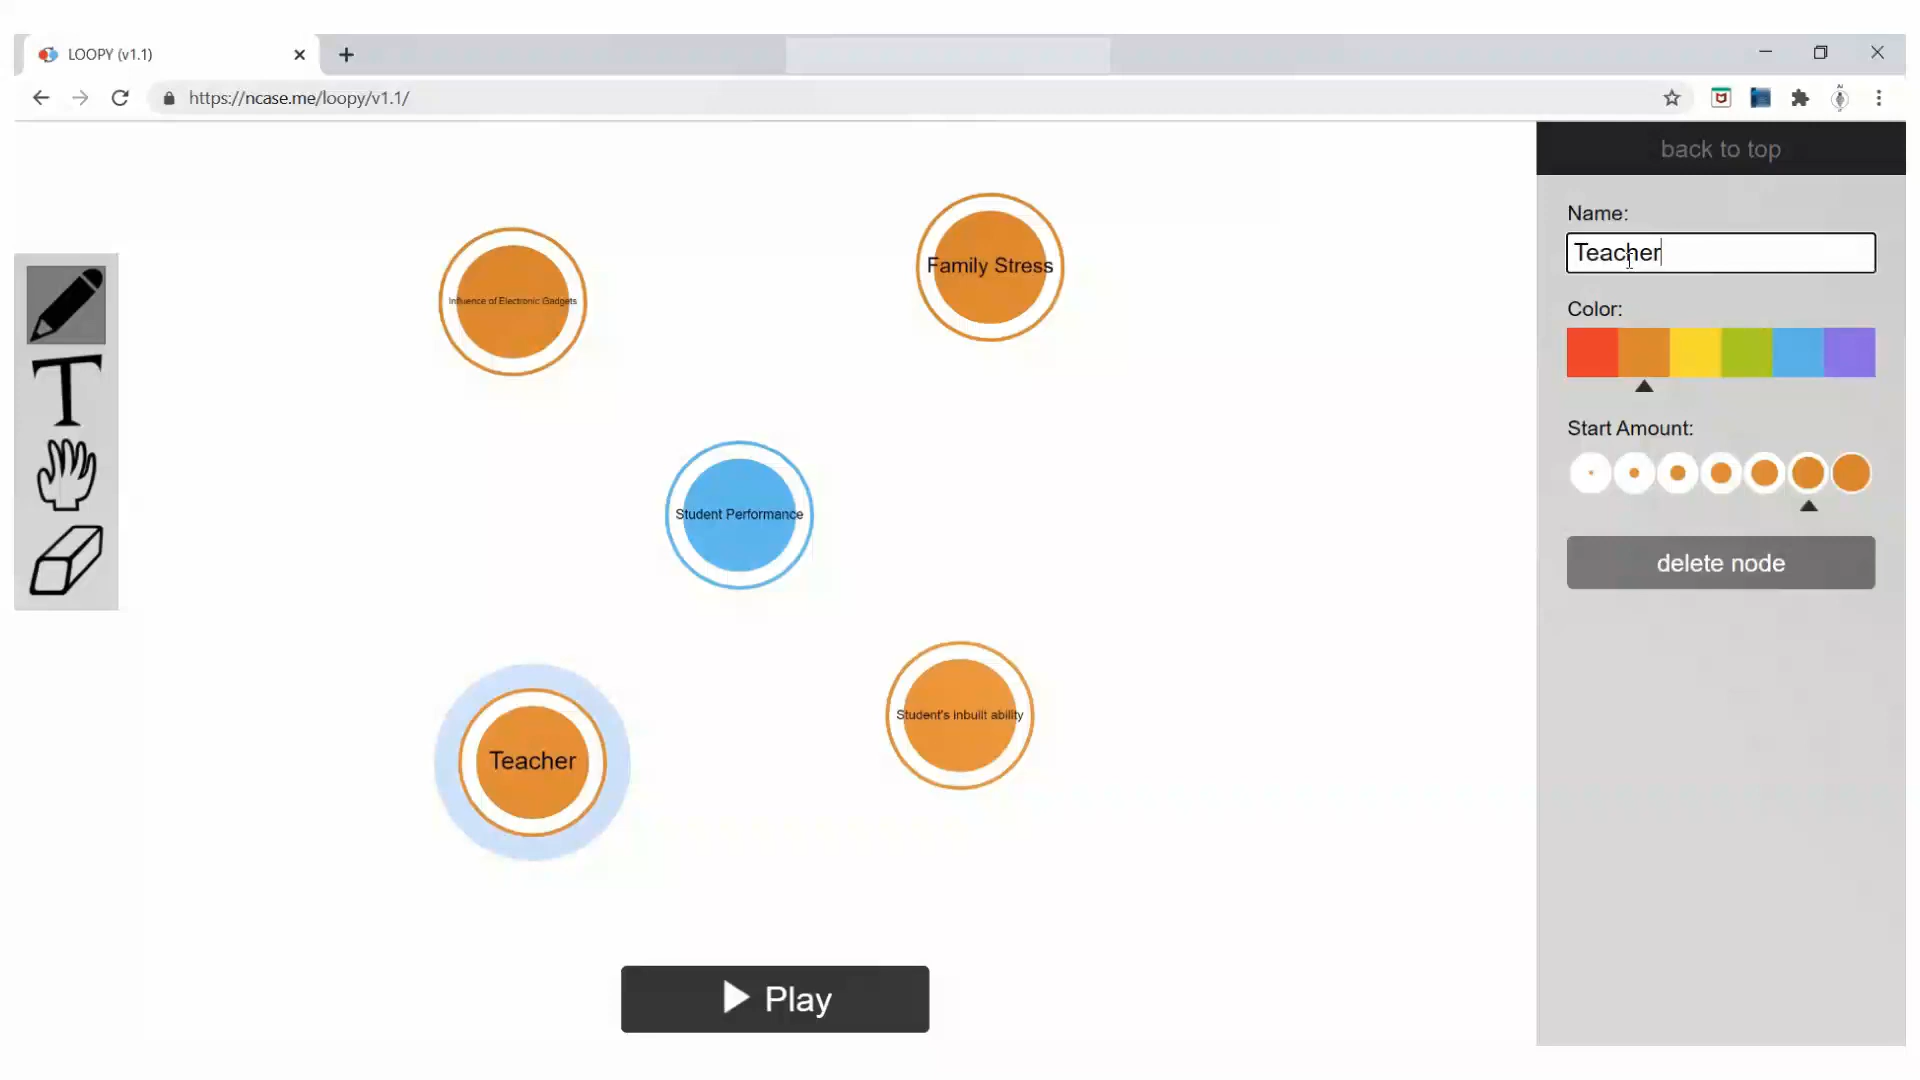 LOOPY (v1.1)
https://ncase.me/loopy/v1.1/
back to top
Name:
Teacher
Color:
Start Amount:
delete node
Family Stress
Influence of Electronic Gadgets
Student Performance
Student's inbuilt ability
Teacher
Play